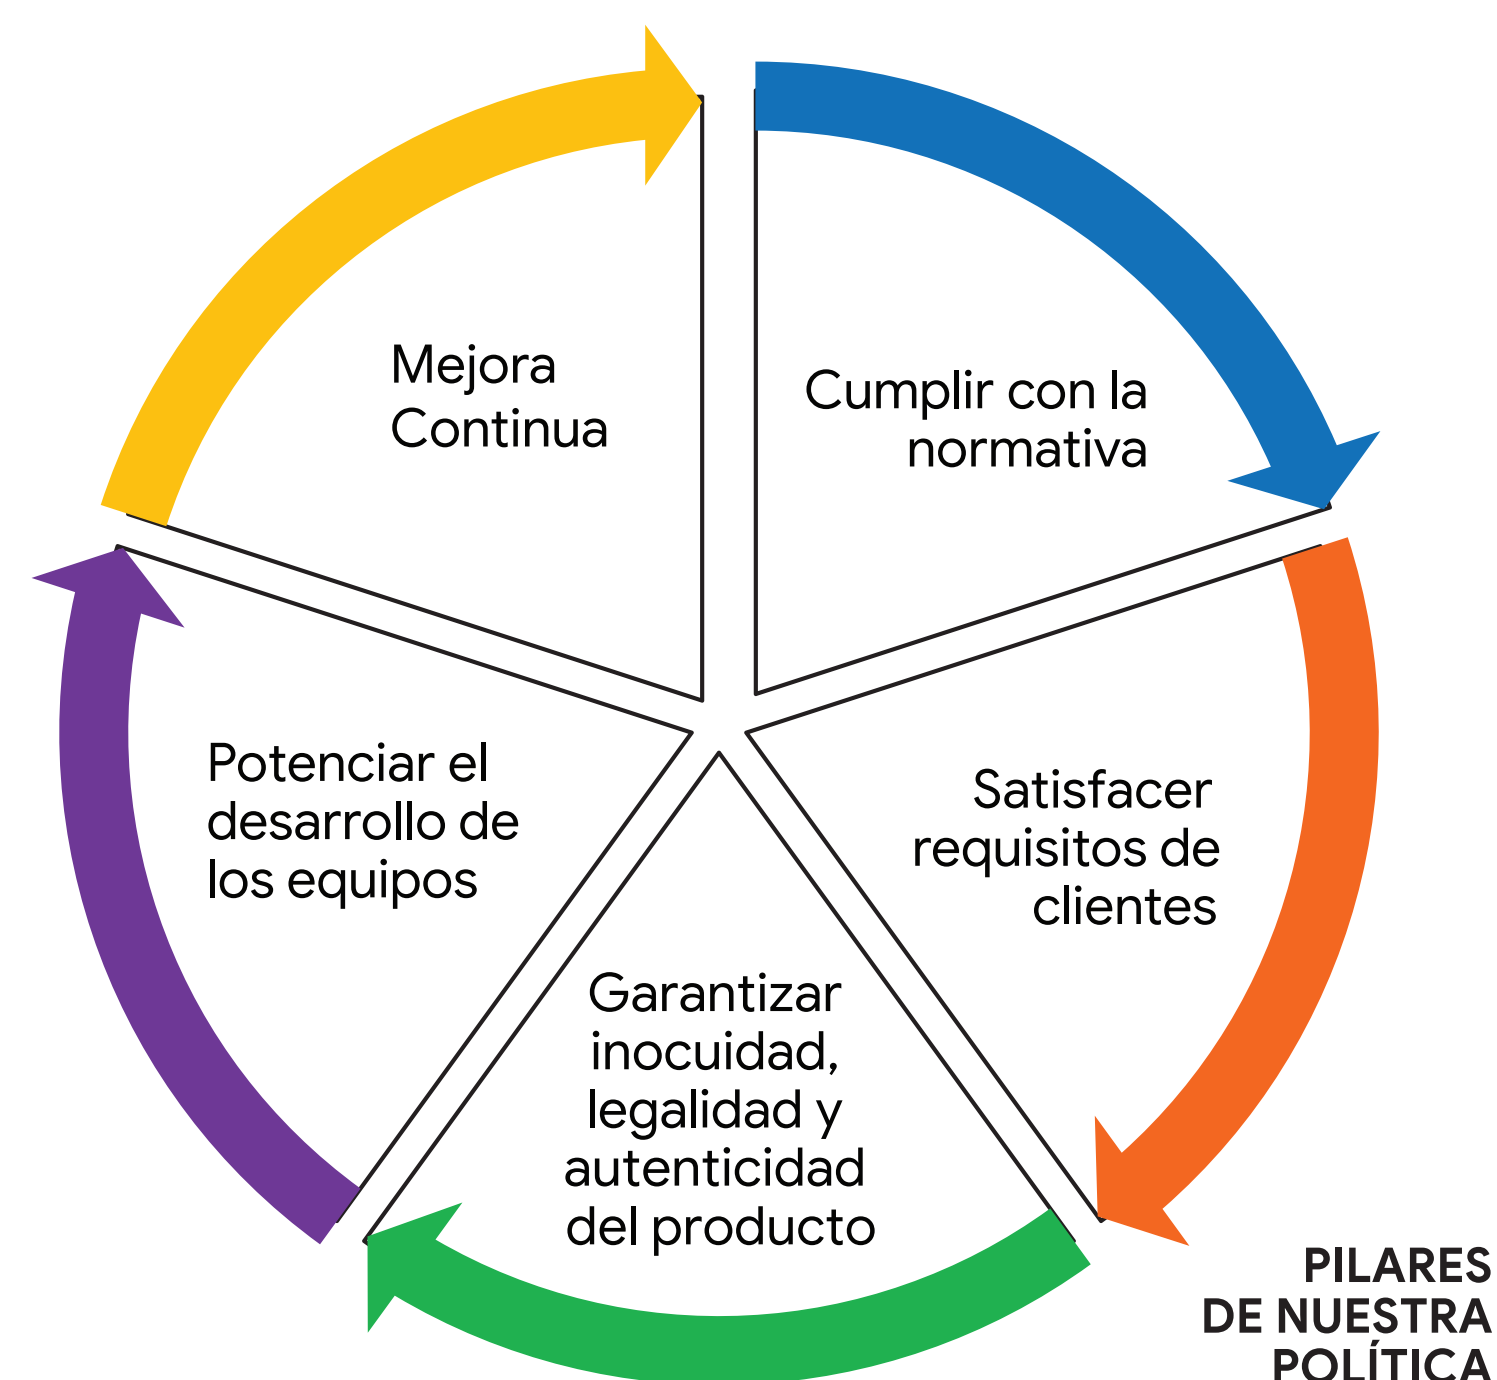 Mejora
Continua
Cumplir con la
normativa
Satisfacer
requisitos de
clientes
Garantizar
inocuidad,
legalidad y
autenticidad
del producto
Potenciar el
desarrollo de
los equipos
PILARES
DE NUESTRA
POLÍTICA